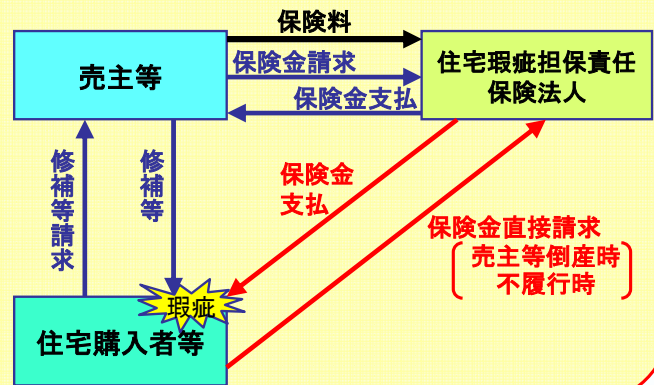 保険料
売主等
保険金請求
保険金支払
住宅瑕疵担保責任
保険法人
修補等請求
修補等
保険金
支払
保険金直接請求
売主等倒産時
不履行時
瑕疵
住宅購入者等